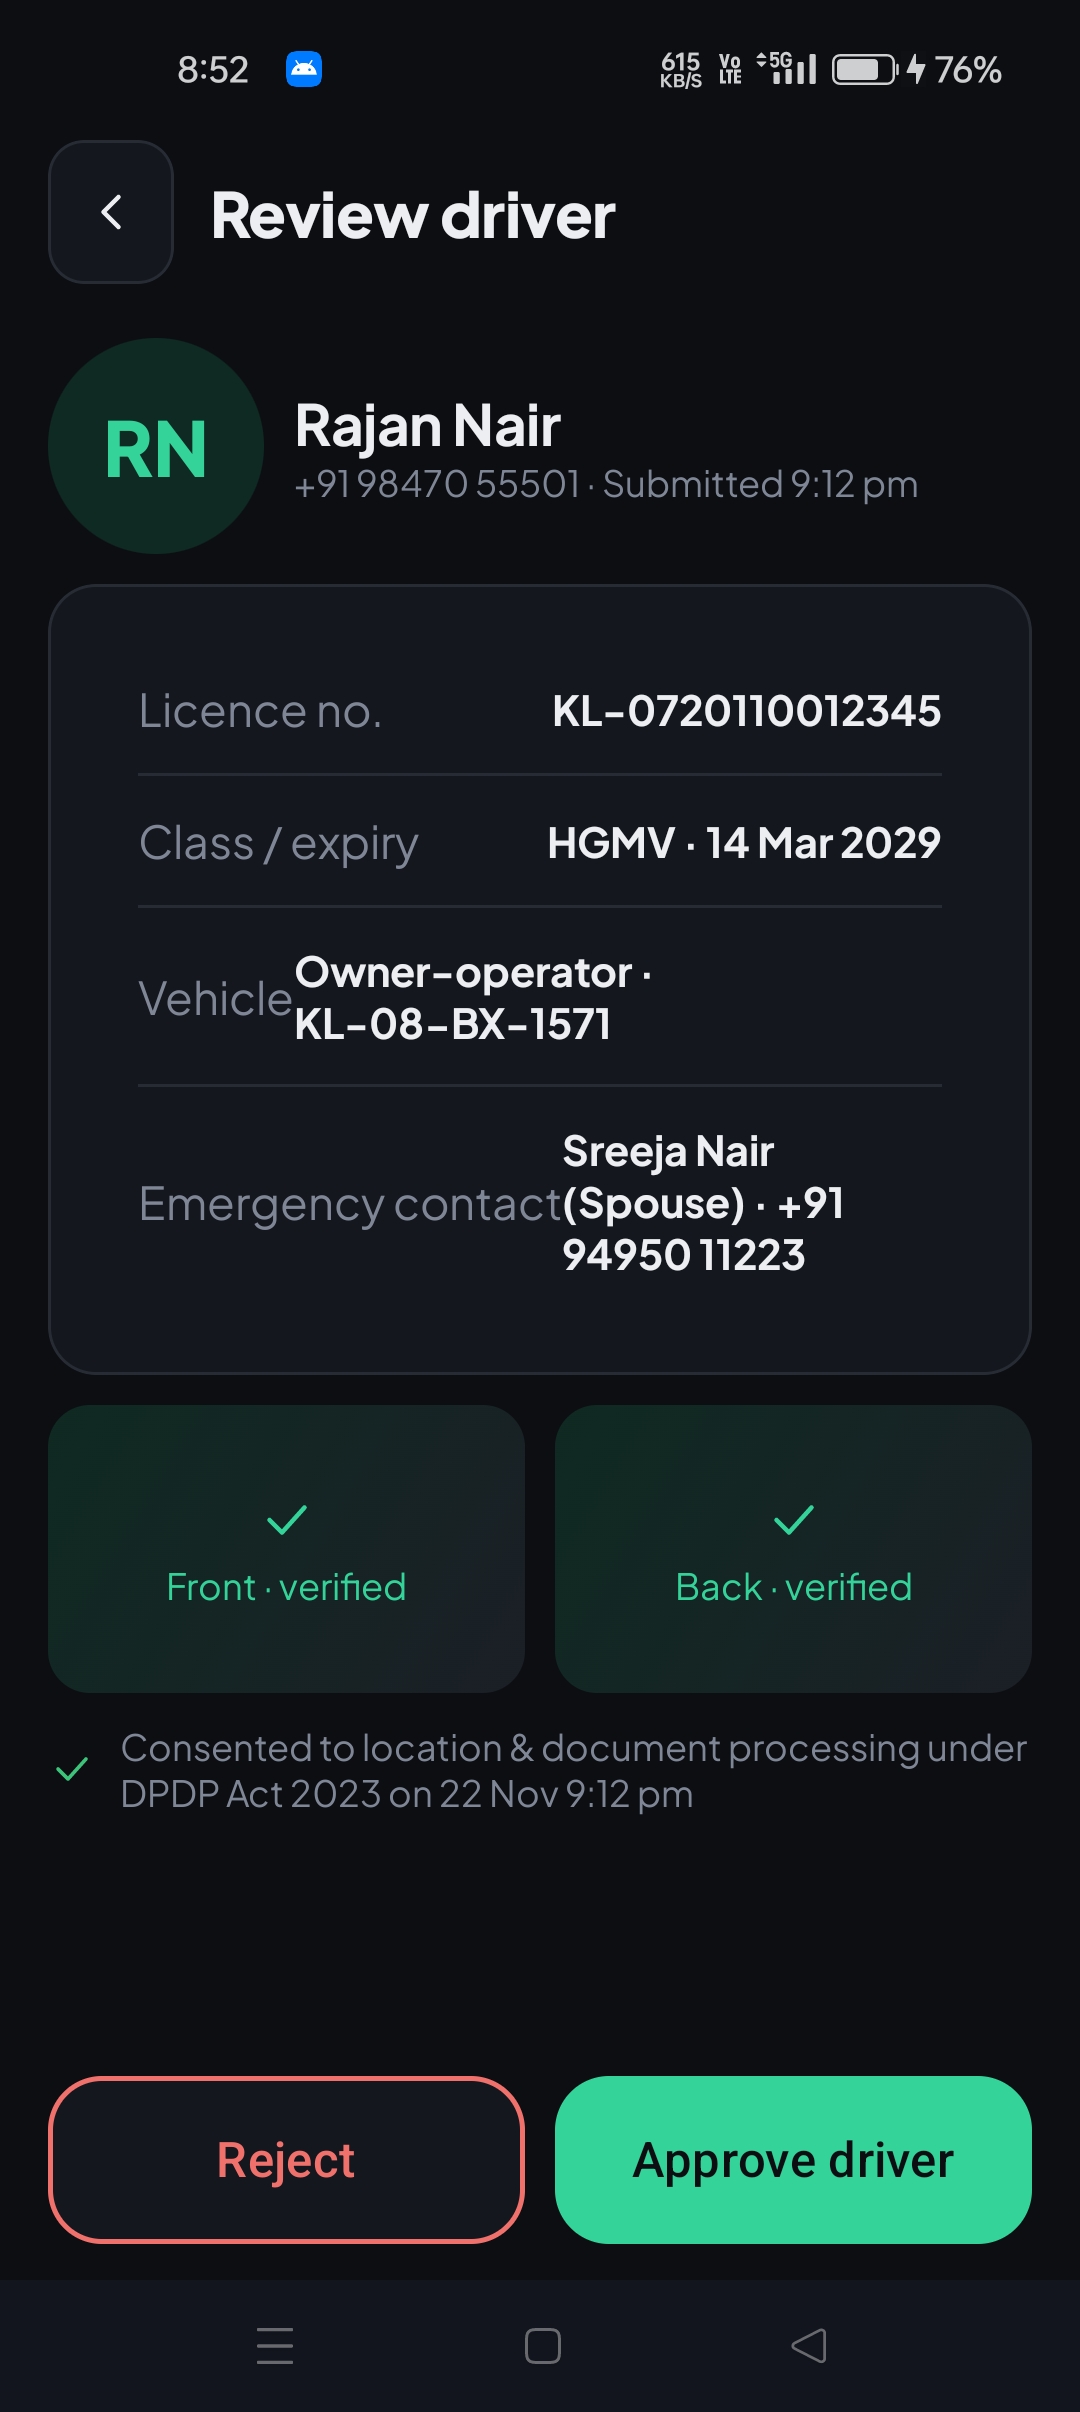 8:52
615 KB/S Vo LTE 5G 76%
Review driver
RN
Rajan Nair
+91 98470 55501 · Submitted 9:12 pm
Licence no. KL-0720110012345
Class / expiry HGMV · 14 Mar 2029
Vehicle Owner-operator ·
KL-08-BX-1571
Emergency contact Sreeja Nair
(Spouse) · +91
94950 11223
Front · verified
Back · verified
Consented to location & document processing under
DPDP Act 2023 on 22 Nov 9:12 pm
Reject
Approve driver